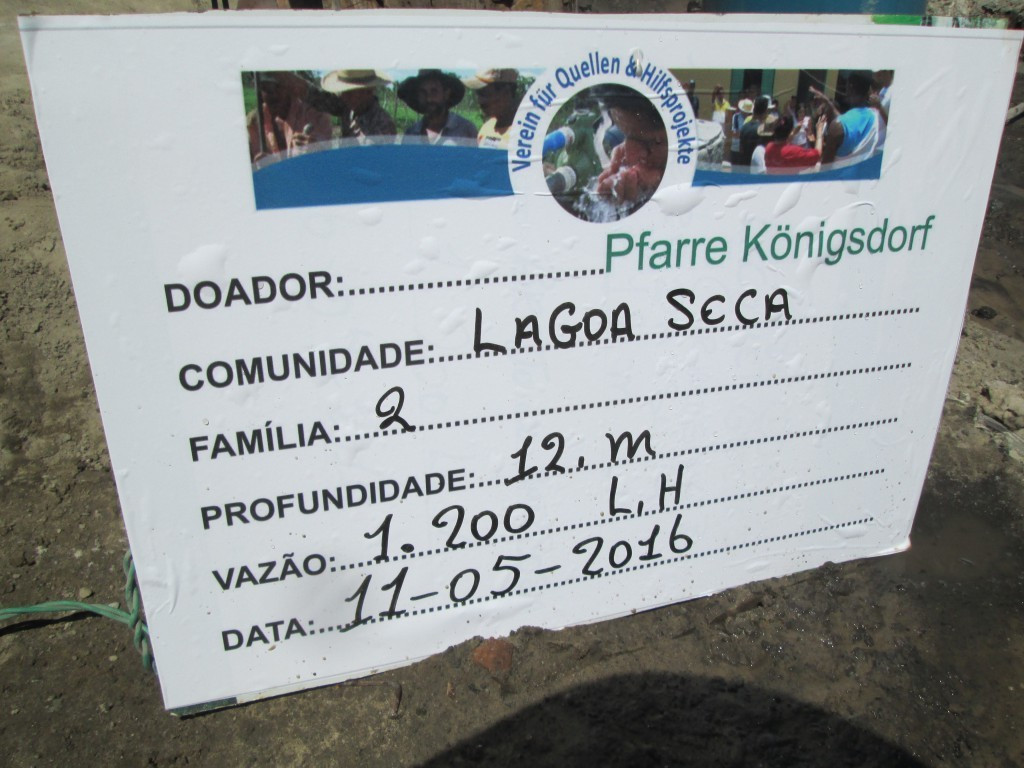 Verein für Quellen & Hilfsprojekte
DOADOR:..............................Pfarre Königsdorf
COMUNIDADE: LAGOA SECA
FAMÍLIA: 2
PROFUNDIDADE: 12. m
VAZÃO: 1.200 L.H
DATA: 11-05-2016